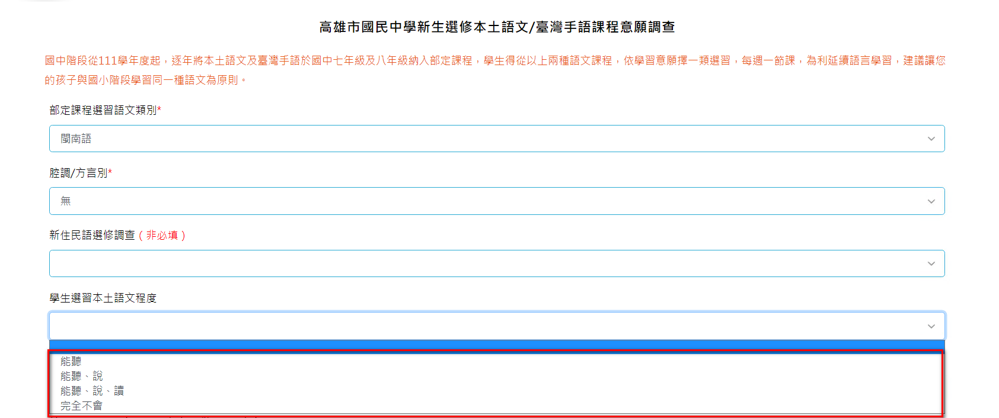 高雄市國民中學新生選修本土語文/臺灣手語課程意願調查
國中階段從111學年度起，逐年將本土語文及臺灣手語於國中七年級及八年級納入部定課程，學生得從以上兩種語文課程，依學習意願擇一類選習，每週一節課，為利延續語言學習，建議讓您
的孩子與國小階段學習同一種語文為原則。
部定課程選習語文類別*
閩南語
腔調/方言別*
無
新住民語選修調查（非必填）
學生選習本土語文程度
能聽
能聽、說
能聽、說、讀
完全不會